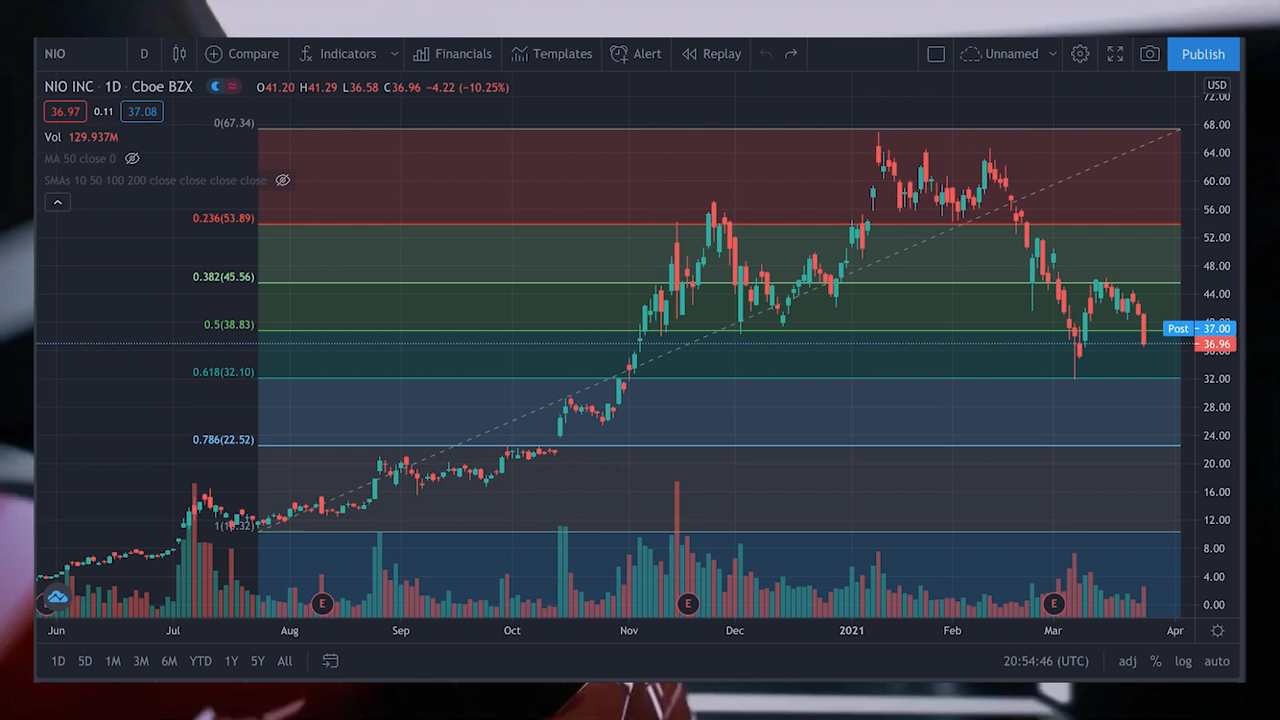 NIO D Compare Indicators Financials Templates Alert Replay Unnamed Publish
NIO INC · 1D · Cboe BZX O41.20 H41.29 L36.58 C36.96 −4.22 (−10.25%)
USD
36.97 0.11 37.08
Vol 129.937M
MA 50 close 0
SMAs 10 50 100 200 close close close close
0(67.34)
0.236(53.89)
0.382(45.56)
0.5(38.83)
0.618(32.10)
0.786(22.52)
72.00
68.00
64.00
60.00
56.00
52.00
48.00
44.00
Post 37.00
36.96
32.00
28.00
24.00
20.00
16.00
12.00
8.00
4.00
0.00
E E E
Jun Jul Aug Sep Oct Nov Dec 2021 Feb Mar Apr
1D 5D 1M 3M 6M YTD 1Y 5Y All 20:54:46 (UTC) adj % log auto